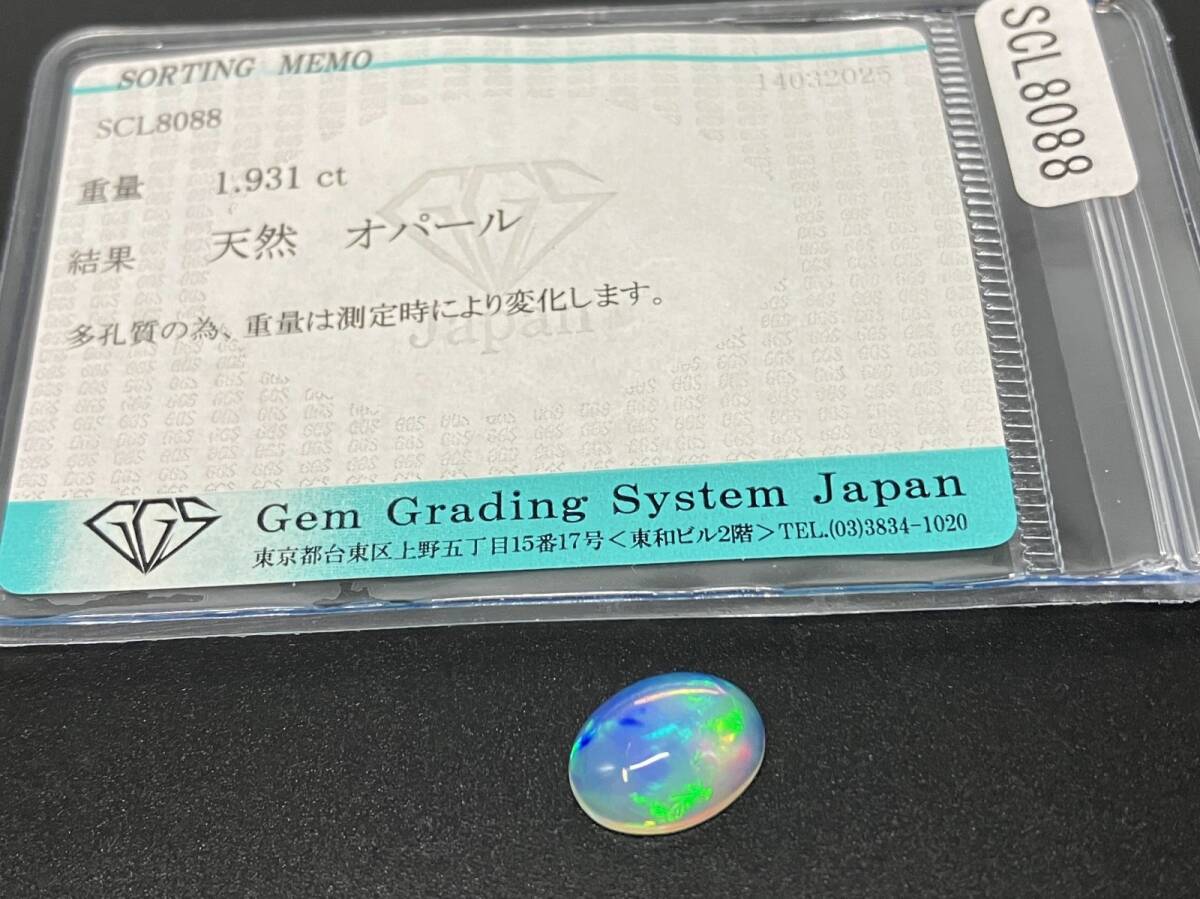 SORTING MEMO
14032025
SCL8088
SCL8088
重量 1.931 ct
結果 天然 オパール
多孔質の為、重量は測定時により変化します。
GGS
Japan
GGS Gem Grading System Japan
東京都台東区上野五丁目15番17号<東和ビル2階>TEL.(03)3834-1020